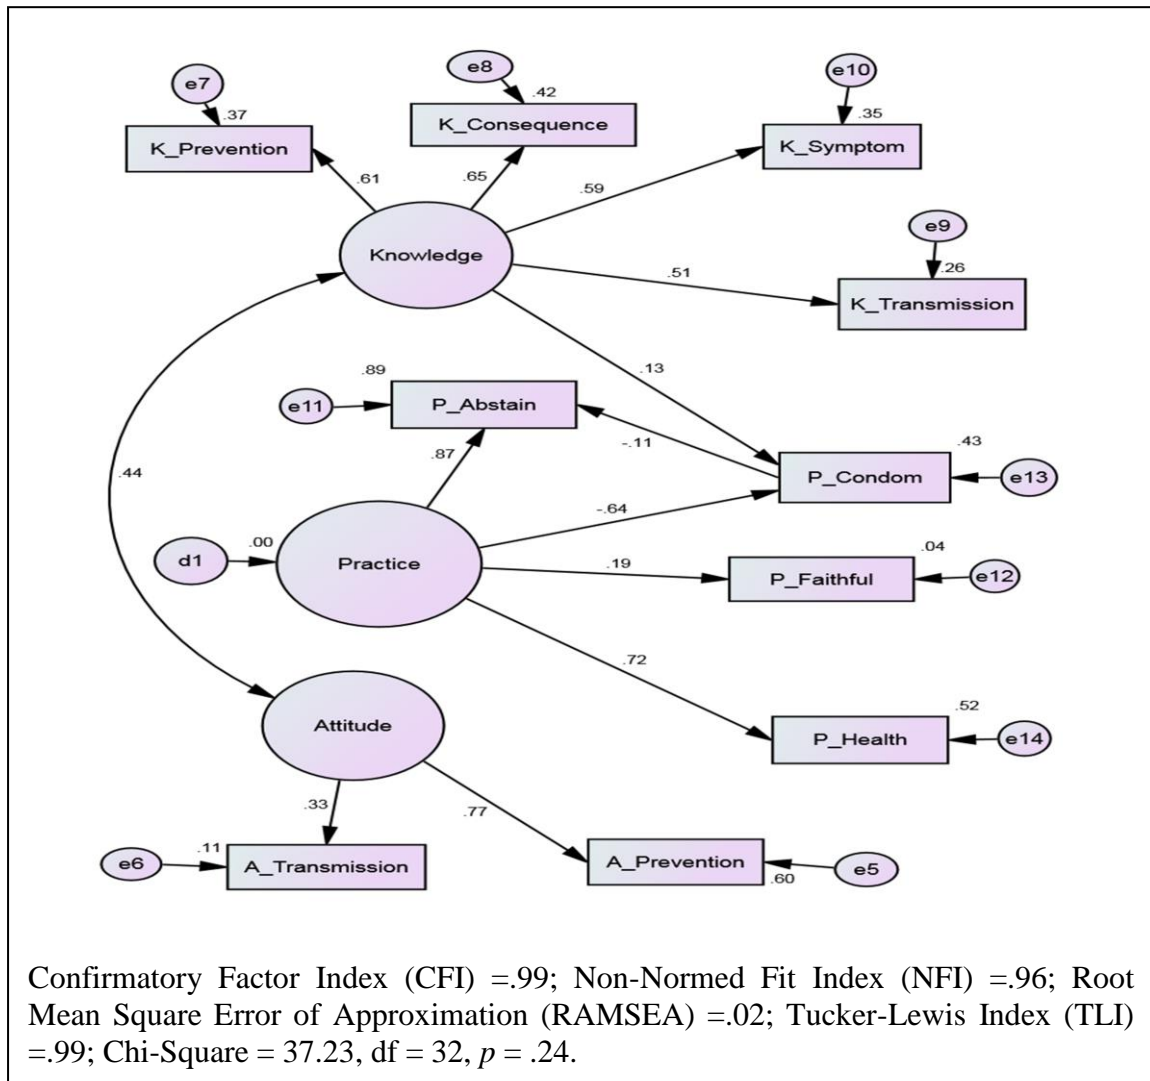 e7
e8
e10
.37
.42
.35
K_Prevention
K_Consequence
K_Symptom
.61
.65
.59
e9
Knowledge
.51
.26
K_Transmission
.13
.89
e11
P_Abstain
-.11
.43
.44
.87
P_Condom
e13
-.64
d1
.00
Practice
.19
.04
P_Faithful
e12
.72
Attitude
.52
P_Health
e14
.33
.77
e6
.11
A_Transmission
A_Prevention
.60
e5
Confirmatory Factor Index (CFI) =.99; Non-Normed Fit Index (NFI) =.96; Root
Mean Square Error of Approximation (RAMSEA) =.02; Tucker-Lewis Index (TLI)
=.99; Chi-Square = 37.23, df = 32, p = .24.